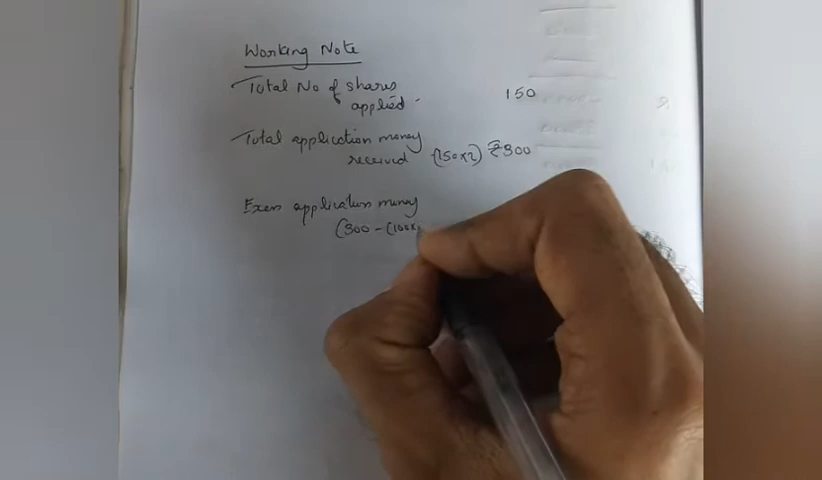 Working Note
Total No of shares
applied. 150
Total application money
received (150x2) ₹300
Excess application money
(300 - (100x